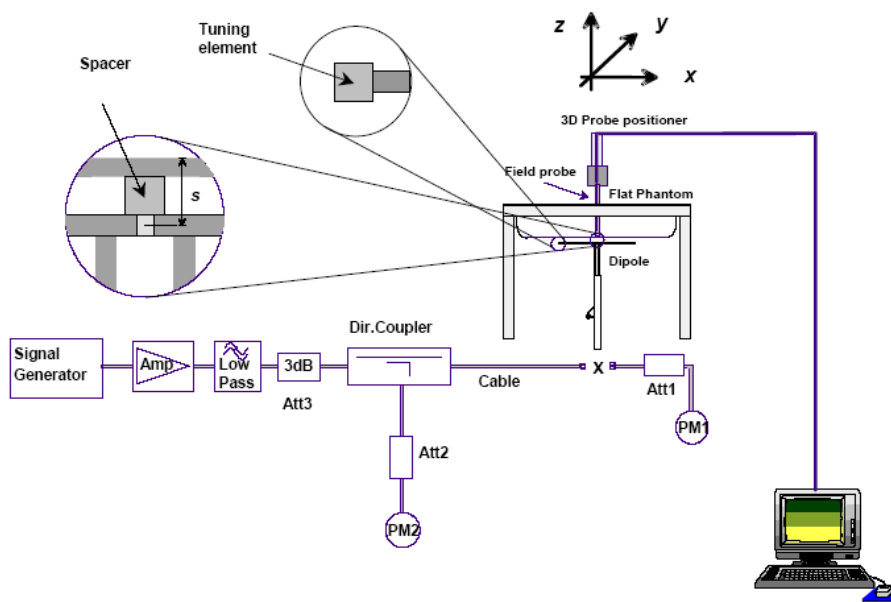 Tuning
element
Spacer
s
z
y
x
3D Probe positioner
Field probe
Flat Phantom
Dipole
Dir.Coupler
Signal
Generator
Amp
Low
Pass
3dB
Att3
Cable
X
Att1
PM1
Att2
PM2